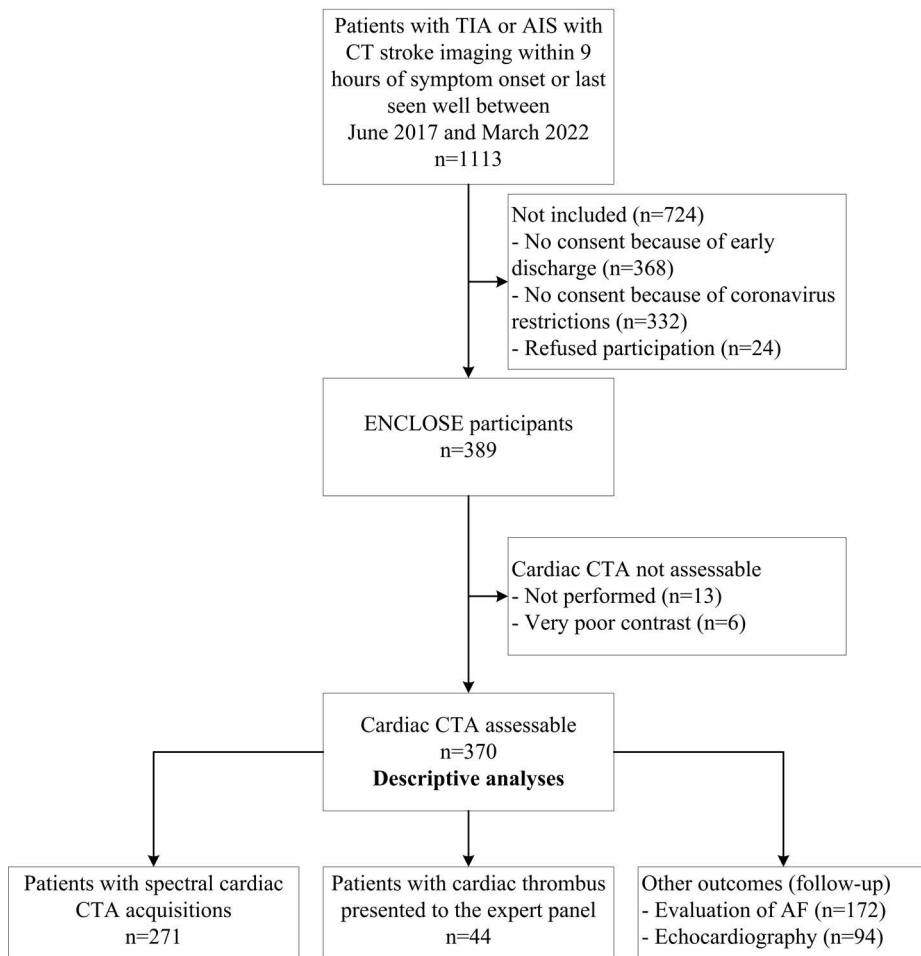 Patients with TIA or AIS with
CT stroke imaging within 9
hours of symptom onset or last
seen well between
June 2017 and March 2022
n=1113
Not included (n=724)
- No consent because of early
discharge (n=368)
- No consent because of coronavirus
restrictions (n=332)
- Refused participation (n=24)
ENCLOSE participants
n=389
Cardiac CTA not assessable
- Not performed (n=13)
- Very poor contrast (n=6)
Cardiac CTA assessable
n=370
Descriptive analyses
Patients with spectral cardiac
CTA acquisitions
n=271
Patients with cardiac thrombus
presented to the expert panel
n=44
Other outcomes (follow-up)
- Evaluation of AF (n=172)
- Echocardiography (n=94)